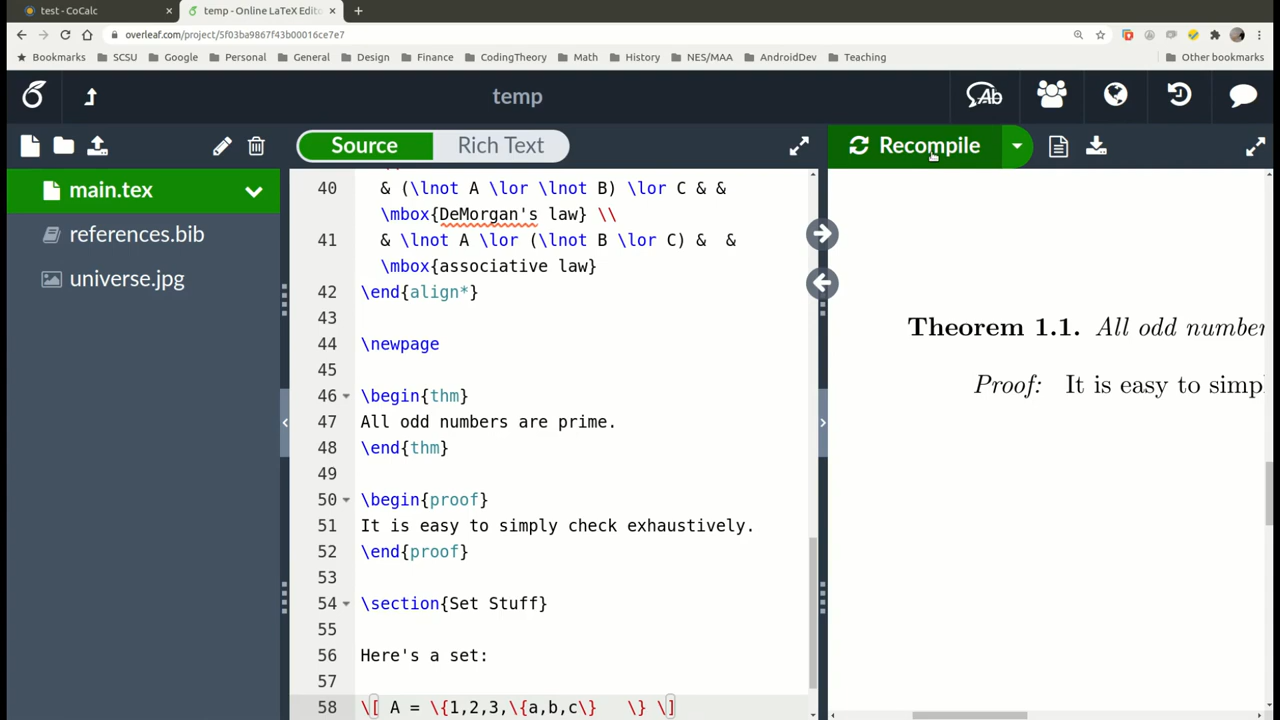 test - CoCalc
temp - Online LaTeX Edito
overleaf.com/project/5f03ba9867f43b00016ce7e7
Bookmarks SCSU Google Personal General Design Finance CodingTheory Math History NES/MAA AndroidDev Teaching Other bookmarks
temp
Source Rich Text Recompile
main.tex
references.bib
universe.jpg
40 & (\lnot A \lor \lnot B) \lor C & &
\mbox{DeMorgan's law} \\
41 & \lnot A \lor (\lnot B \lor C) & &
\mbox{associative law}
42 \end{align*}
43
44 \newpage
45
46 \begin{thm}
47 All odd numbers are prime.
48 \end{thm}
49
50 \begin{proof}
51 It is easy to simply check exhaustively.
52 \end{proof}
53
54 \section{Set Stuff}
55
56 Here's a set:
57
58 \[ A = \{1,2,3,\{a,b,c\} \} \]
Theorem 1.1. All odd number
Proof: It is easy to simpl